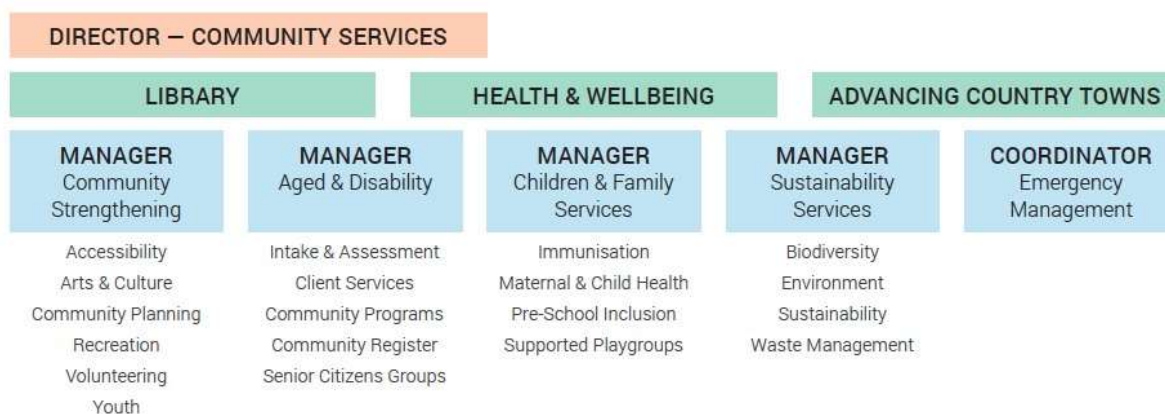 DIRECTOR — COMMUNITY SERVICES
LIBRARY
HEALTH & WELLBEING
ADVANCING COUNTRY TOWNS
MANAGER
Community
Strengthening
Accessibility
Arts & Culture
Community Planning
Recreation
Volunteering
Youth
MANAGER
Aged & Disability
Intake & Assessment
Client Services
Community Programs
Community Register
Senior Citizens Groups
MANAGER
Children & Family
Services
Immunisation
Maternal & Child Health
Pre-School Inclusion
Supported Playgroups
MANAGER
Sustainability
Services
Biodiversity
Environment
Sustainability
Waste Management
COORDINATOR
Emergency
Management